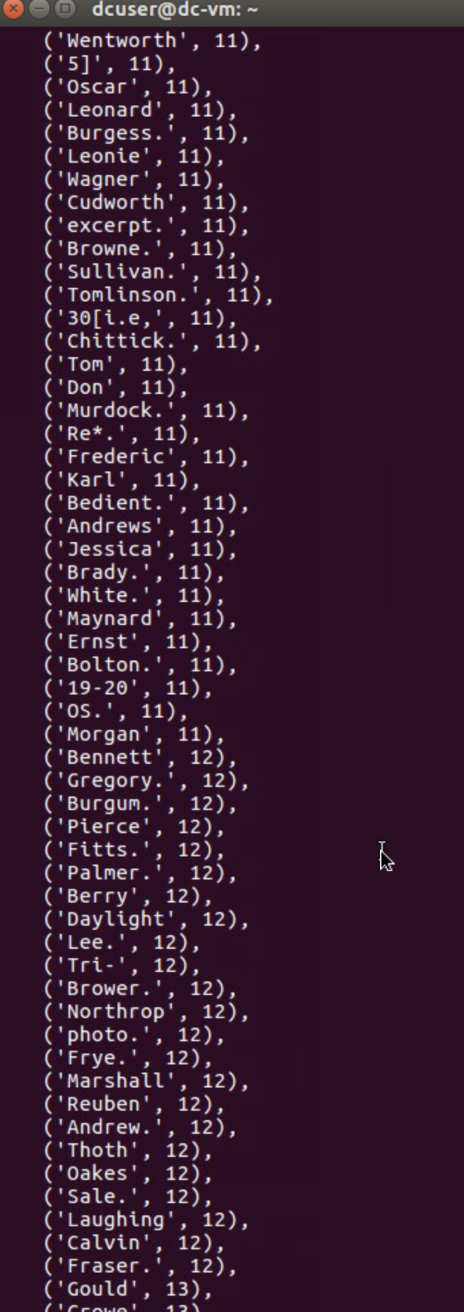 dcuser@dc-vm: ~
('Wentworth', 11),
('5]', 11),
('Oscar', 11),
('Leonard', 11),
('Burgess.', 11),
('Leonie', 11),
('Wagner', 11),
('Cudworth', 11),
('excerpt.', 11),
('Browne.', 11),
('Sullivan.', 11),
('Tomlinson.', 11),
('30[i.e,', 11),
('Chittick.', 11),
('Tom', 11),
('Don', 11),
('Murdock.', 11),
('Re*.', 11),
('Frederic', 11),
('Karl', 11),
('Bedient.', 11),
('Andrews', 11),
('Jessica', 11),
('Brady.', 11),
('White.', 11),
('Maynard', 11),
('Ernst', 11),
('Bolton.', 11),
('19-20', 11),
('OS.', 11),
('Morgan', 11),
('Bennett', 12),
('Gregory.', 12),
('Burgum.', 12),
('Pierce', 12),
('Fitts.', 12),
('Palmer.', 12),
('Berry', 12),
('Daylight', 12),
('Lee.', 12),
('Tri-', 12),
('Brower.', 12),
('Northrop', 12),
('photo.', 12),
('Frye.', 12),
('Marshall', 12),
('Reuben', 12),
('Andrew.', 12),
('Thoth', 12),
('Oakes', 12),
('Sale.', 12),
('Laughing', 12),
('Calvin', 12),
('Fraser.', 12),
('Gould', 13),